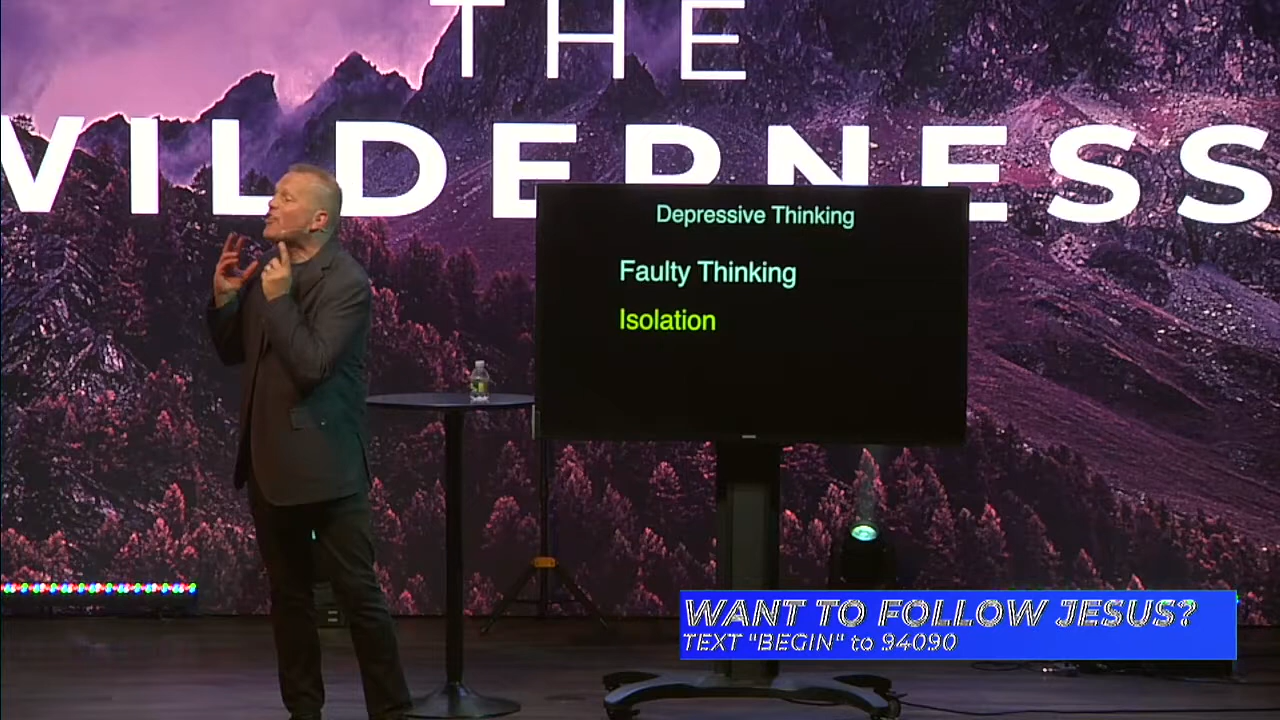 THE
WILDERNESS
Depressive Thinking
Faulty Thinking
Isolation
WANT TO FOLLOW JESUS?
TEXT "BEGIN" to 94090